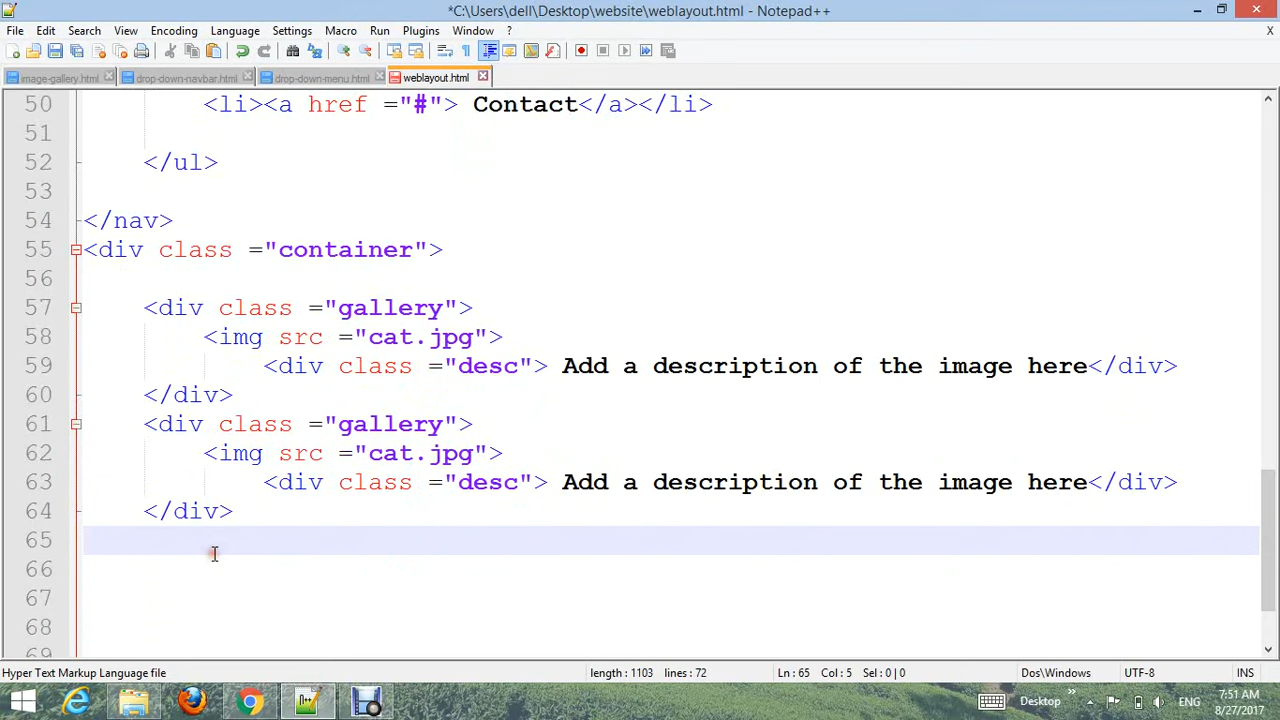 *C:\Users\dell\Desktop\website\weblayout.html - Notepad++
File Edit Search View Encoding Language Settings Macro Run Plugins Window ? X
image-gallery.html drop-down-navbar.html drop-down-menu.html weblayout.html
50 <li><a href ="#"> Contact</a></li>
51
52 </ul>
53
54 </nav>
55 <div class ="container">
56
57 <div class ="gallery">
58 <img src ="cat.jpg">
59 <div class ="desc"> Add a description of the image here</div>
60 </div>
61 <div class ="gallery">
62 <img src ="cat.jpg">
63 <div class ="desc"> Add a description of the image here</div>
64 </div>
65
66
67
68
69
Hyper Text Markup Language file length : 1103 lines : 72 Ln : 65 Col : 5 Sel : 0 | 0 Dos\Windows UTF-8 INS
Desktop ENG 7:51 AM
8/27/2017